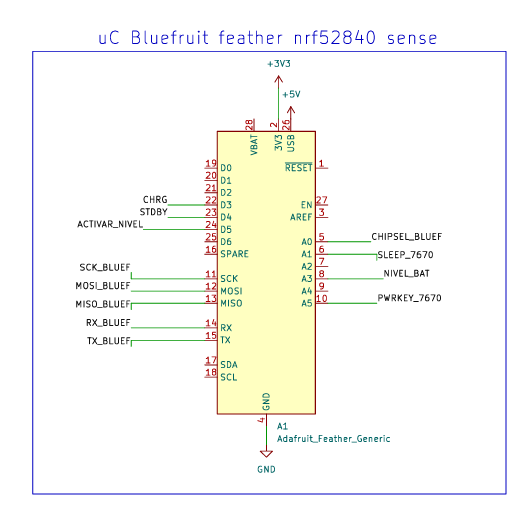 uC Bluefruit feather nrf52840 sense
+3V3
+5V
28 2 26
VBAT 3V3 USB
19 D0 RESET 1
20 D1
21 D2
CHRG 22 D3 EN 27
STDBY 23 D4 AREF 3
ACTIVAR_NIVEL 24 D5
25 D6 A0 5 CHIPSEL_BLUEF
16 SPARE A1 6 SLEEP_7670
A2 7
SCK_BLUEF 11 SCK A3 8 NIVEL_BAT
MOSI_BLUEF 12 MOSI A4 9
MISO_BLUEF 13 MISO A5 10 PWRKEY_7670
RX_BLUEF 14 RX
TX_BLUEF 15 TX
17 SDA
18 SCL
GND
4
A1
Adafruit_Feather_Generic
GND